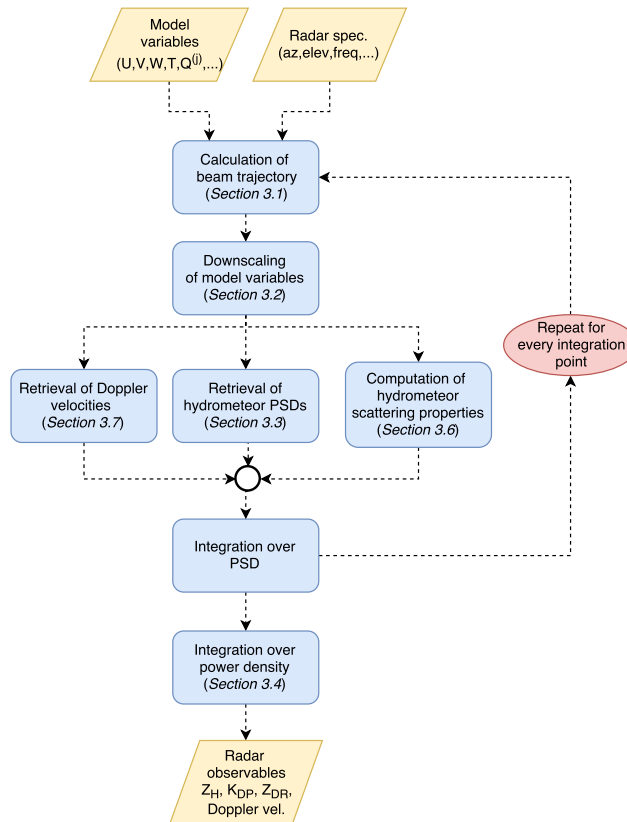 Model
variables
(U,V,W,T,Q^(j),...)
Radar spec.
(az,elev,freq,...)
Calculation of
beam trajectory
(Section 3.1)
Downscaling
of model variables
(Section 3.2)
Repeat for
every integration
point
Retrieval of Doppler
velocities
(Section 3.7)
Retrieval of
hydrometeor PSDs
(Section 3.3)
Computation of
hydrometeor
scattering properties
(Section 3.6)
Integration over
PSD
Integration over
power density
(Section 3.4)
Radar
observables
Z_H, K_DP, Z_DR,
Doppler vel.